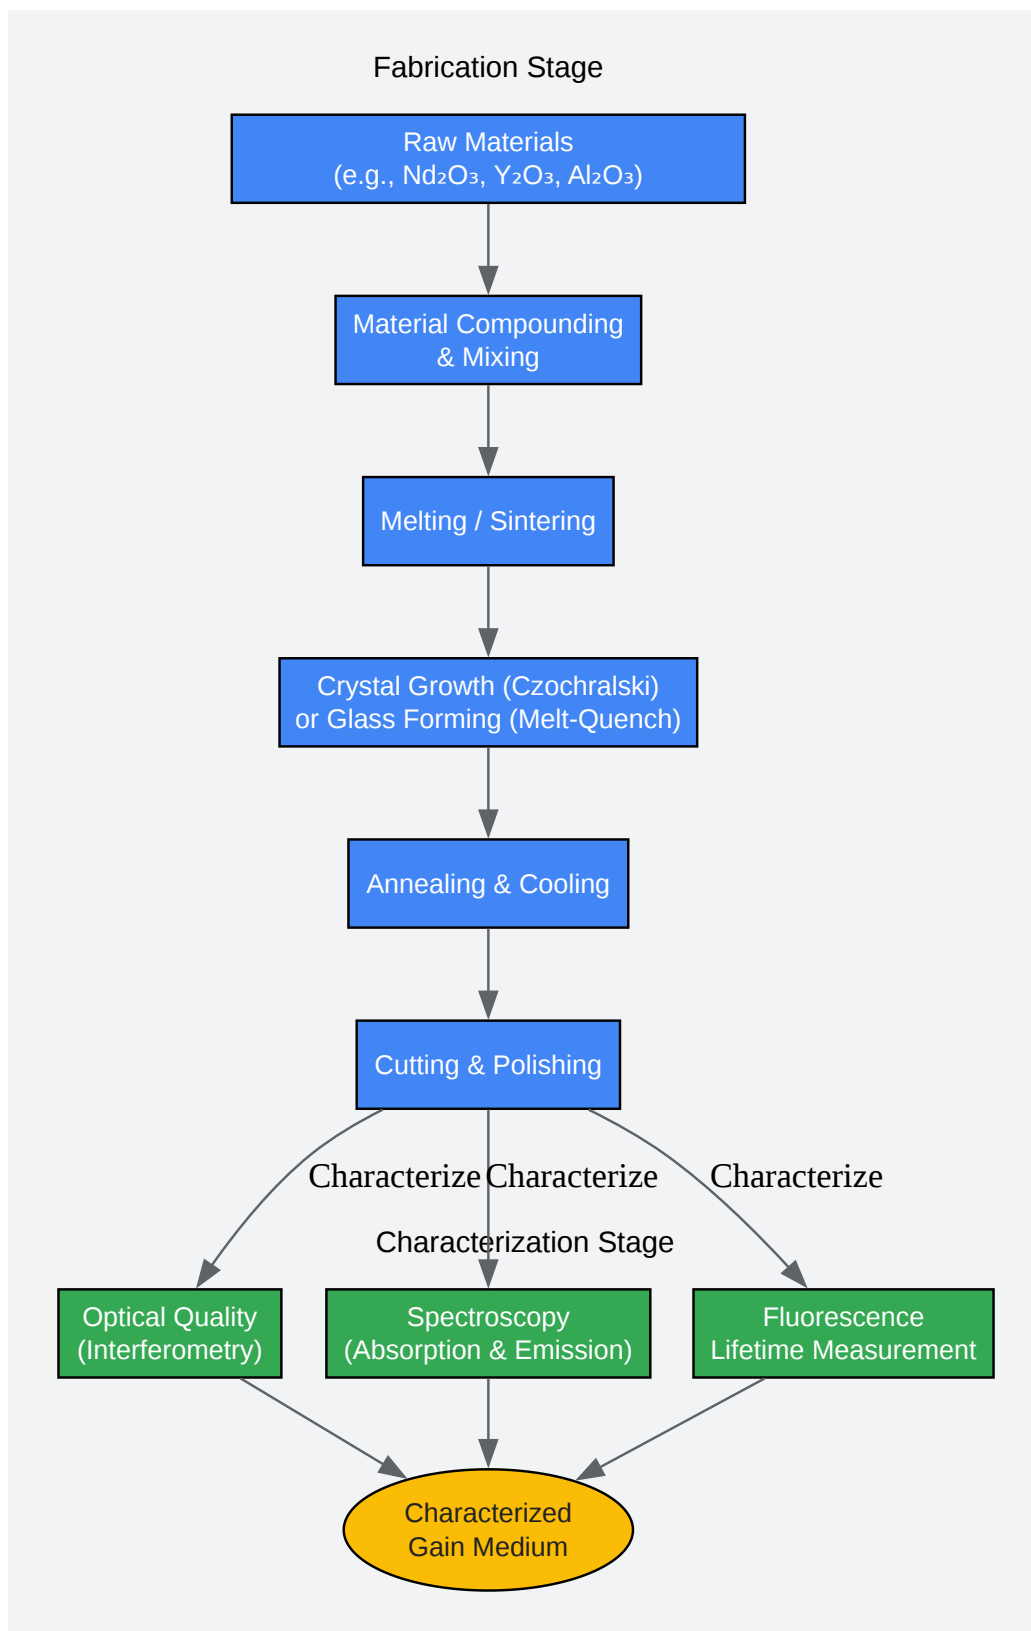 Fabrication Stage
Raw Materials
(e.g., Nd₂O₃, Y₂O₃, Al₂O₃)
Material Compounding
& Mixing
Melting / Sintering
Crystal Growth (Czochralski)
or Glass Forming (Melt-Quench)
Annealing & Cooling
Cutting & Polishing
Characterize
Characterize
Characterize
Characterization Stage
Optical Quality
(Interferometry)
Spectroscopy
(Absorption & Emission)
Fluorescence
Lifetime Measurement
Characterized
Gain Medium